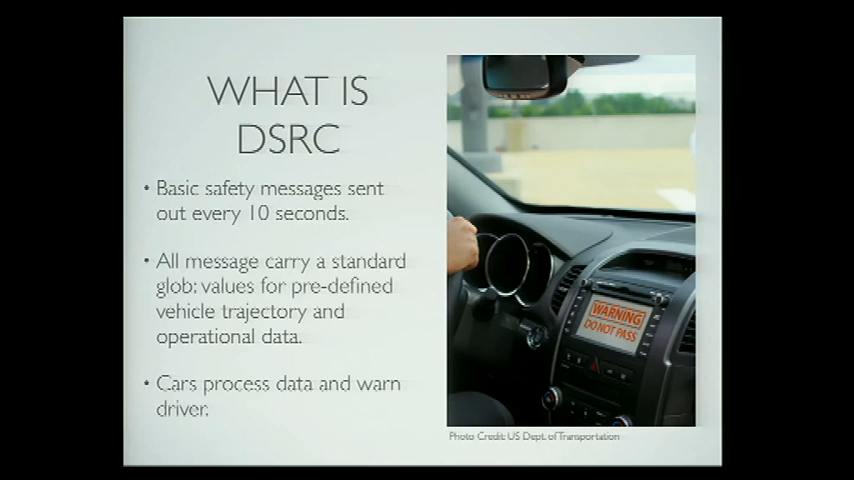 WHAT IS
DSRC
• Basic safety messages sent
out every 10 seconds.
• All message carry a standard
glob: values for pre-defined
vehicle trajectory and
operational data.
• Cars process data and warn
driver.
WARNING
DO NOT PASS
Photo Credit: US Dept. of Transportation